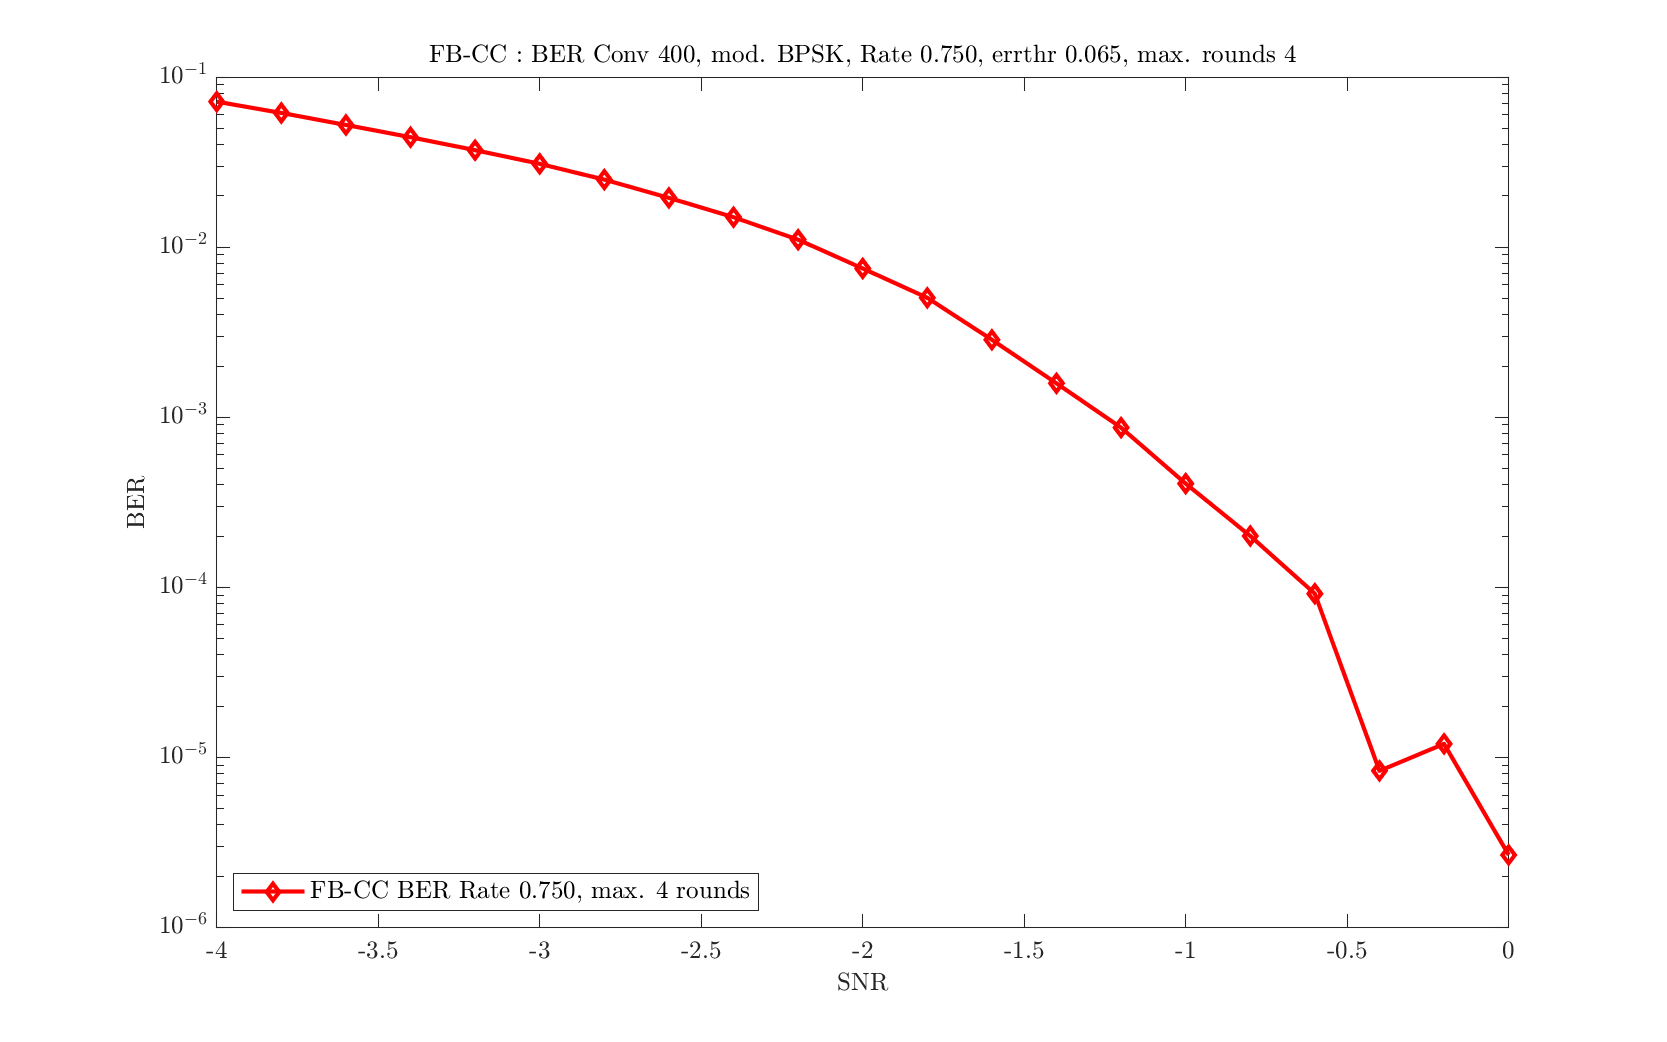 FB-CC : BER Conv 400, mod. BPSK, Rate 0.750, errthr 0.065, max. rounds 4
10⁻¹
10⁻²
10⁻³
10⁻⁴
10⁻⁵
10⁻⁶
BER
FB-CC BER Rate 0.750, max. 4 rounds
-4 -3.5 -3 -2.5 -2 -1.5 -1 -0.5 0
SNR